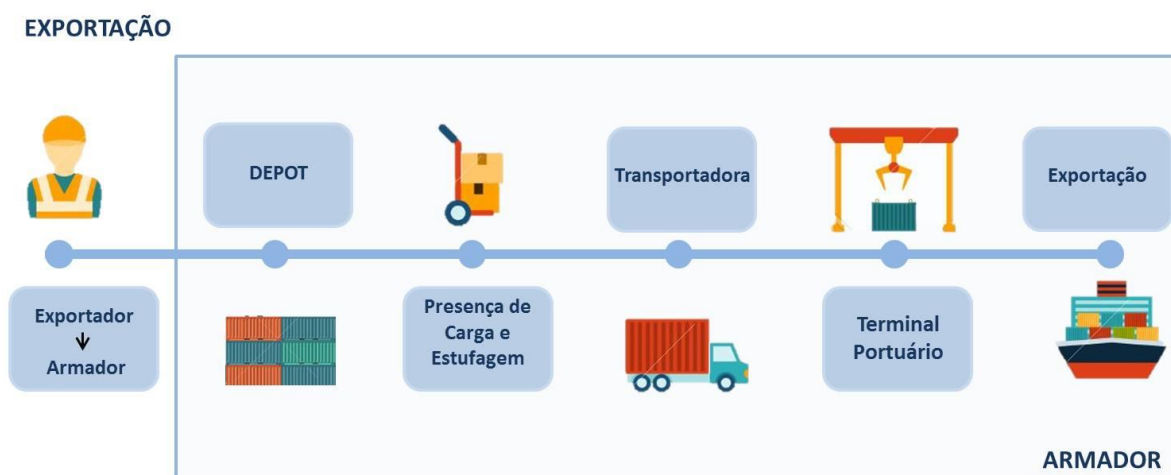 EXPORTAÇÃO
DEPOT
Transportadora
Exportação
Exportador
Armador
Presença de
Carga e
Estufagem
Terminal
Portuário
ARMADOR